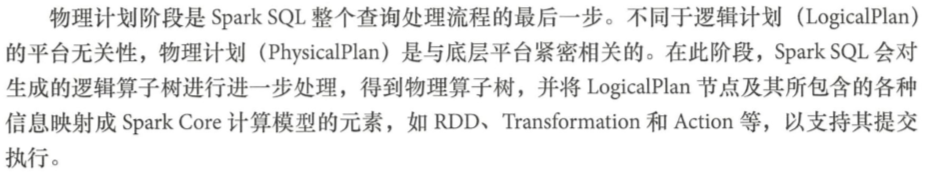 物理计划阶段是 Spark SQL 整个查询处理流程的最后一步。不同于逻辑计划（LogicalPlan）
的平台无关性，物理计划（PhysicalPlan）是与底层平台紧密相关的。在此阶段，Spark SQL 会对
生成的逻辑算子树进行进一步处理，得到物理算子树，并将 LogicalPlan 节点及其所包含的各种
信息映射成 Spark Core 计算模型的元素，如 RDD、Transformation 和 Action 等，以支持其提交
执行。